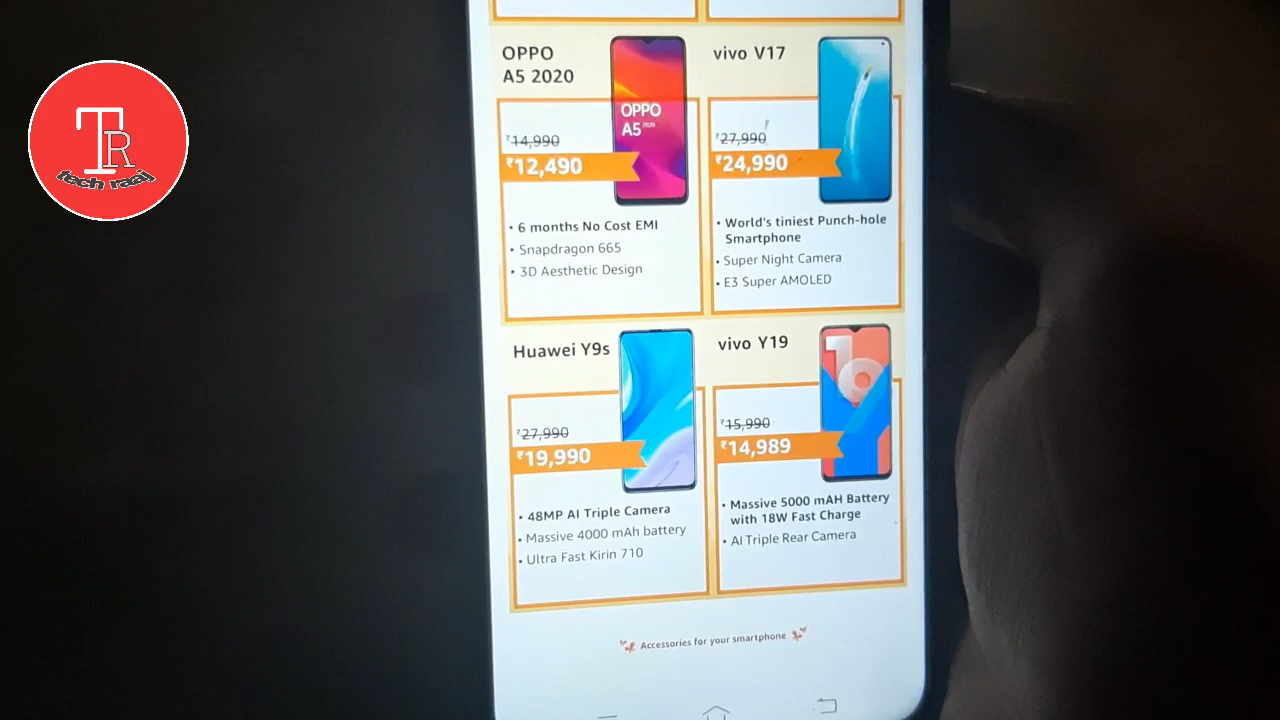 TR
tech raaj
OPPO
A5 2020
OPPO
A5 2020
₹14,990
₹12,490
• 6 months No Cost EMI
• Snapdragon 665
• 3D Aesthetic Design
vivo V17
₹27,990
₹24,990
• World's tiniest Punch-hole
Smartphone
• Super Night Camera
• E3 Super AMOLED
Huawei Y9s
₹27,990
₹19,990
• 48MP AI Triple Camera
• Massive 4000 mAh battery
• Ultra Fast Kirin 710
vivo Y19
19
₹15,990
₹14,989
• Massive 5000 mAH Battery
with 18W Fast Charge
• AI Triple Rear Camera
Accessories for your smartphone